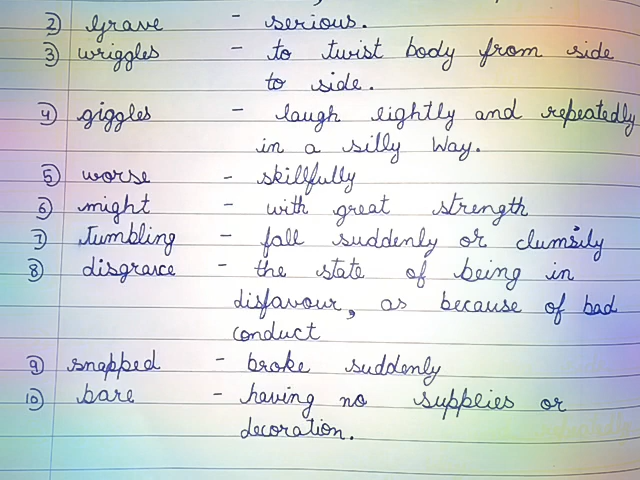 2) Grave - serious.
3) wriggles - to twist body from side
to side.
4) giggles - laugh lightly and repeatedly
in a silly way.
5) worse - skillfully
6) might - with great strength
7) Tumbling - fall suddenly or clumsily
8) disgrace - the state of being in
disfavour, as because of bad
conduct
9) snapped - broke suddenly
10) bare - having no supplies or
decoration.